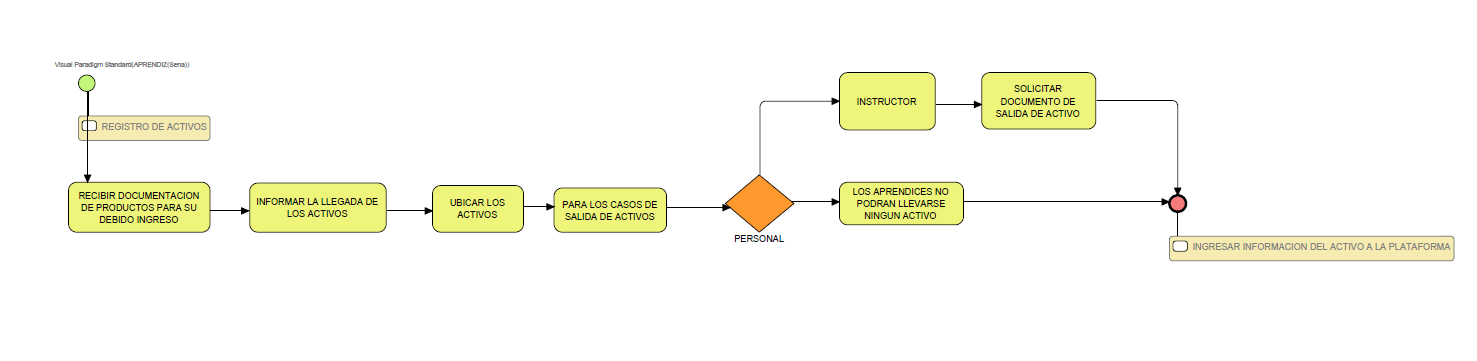 Visual Paradigm Standard(APRENDIZ(Sena))
REGISTRO DE ACTIVOS
RECIBIR DOCUMENTACION
DE PRODUCTOS PARA SU
DEBIDO INGRESO
INFORMAR LA LLEGADA DE
LOS ACTIVOS
UBICAR LOS
ACTIVOS
PARA LOS CASOS DE
SALIDA DE ACTIVOS
PERSONAL
INSTRUCTOR
SOLICITAR
DOCUMENTO DE
SALIDA DE ACTIVO
LOS APRENDICES NO
PODRAN LLEVARSE
NINGUN ACTIVO
INGRESAR INFORMACION DEL ACTIVO A LA PLATAFORMA